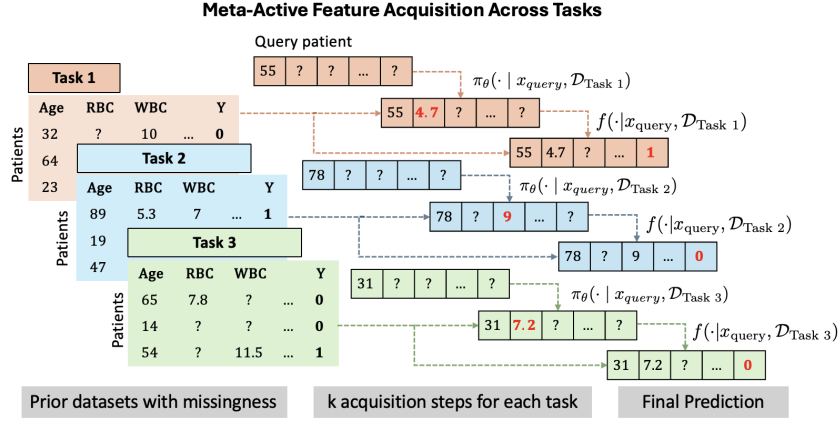 Meta-Active Feature Acquisition Across Tasks
Query patient
55 ? ? ... ?
π_θ(· | x_query, D_Task 1)
Task 1
Patients
Age RBC WBC Y
32 ? 10 ... 0
64
23
55 4.7 ? ... ?
f(·|x_query, D_Task 1)
55 4.7 ? ... 1
Task 2
Patients
Age RBC WBC Y
89 5.3 7 ... 1
19
47
78 ? ? ... ?
π_θ(· | x_query, D_Task 2)
78 ? 9 ... ?
f(·|x_query, D_Task 2)
78 ? 9 ... 0
Task 3
Patients
Age RBC WBC Y
65 7.8 ? ... 0
14 ? ? ... 0
54 ? 11.5 ... 1
31 ? ? ... ?
π_θ(· | x_query, D_Task 3)
31 7.2 ? ... ?
f(·|x_query, D_Task 3)
31 7.2 ? ... 0
Prior datasets with missingness
k acquisition steps for each task
Final Prediction